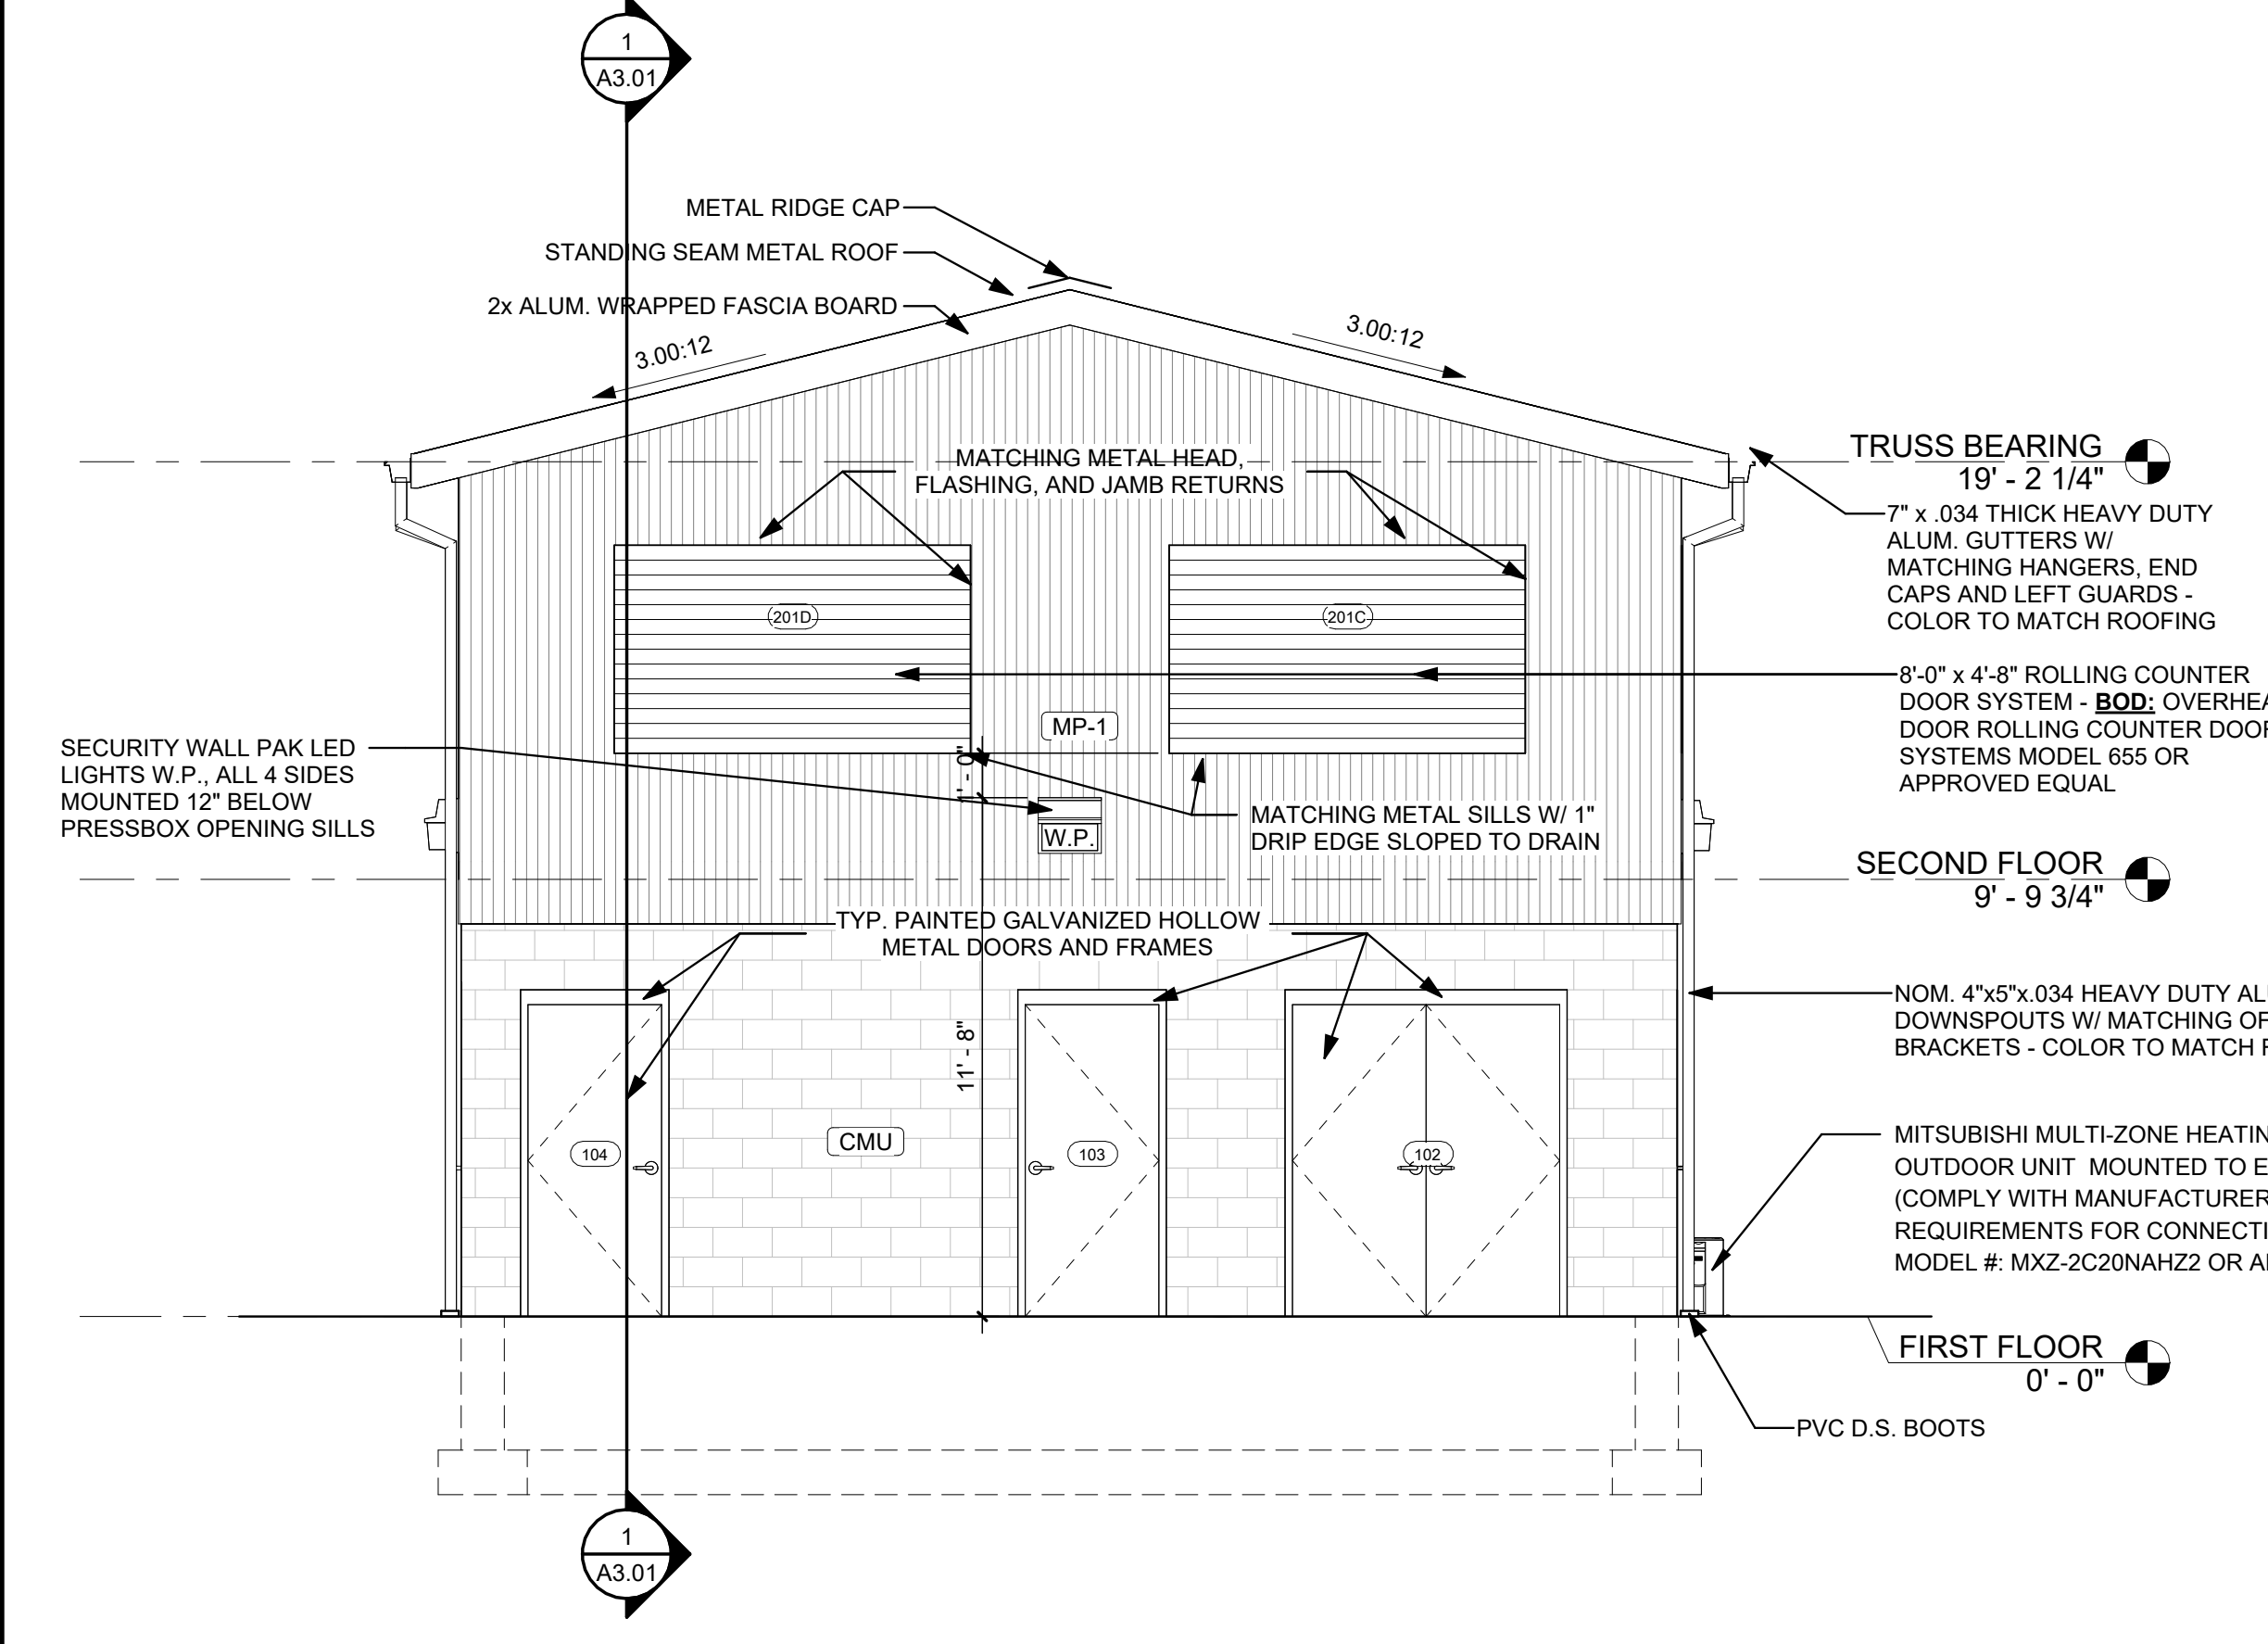 1
A3.01
METAL RIDGE CAP
STANDING SEAM METAL ROOF
2x ALUM. WRAPPED FASCIA BOARD
3.00:12
3.00:12
MATCHING METAL HEAD,
FLASHING, AND JAMB RETURNS
TRUSS BEARING
19' - 2 1/4"
7" x .034 THICK HEAVY DUTY
ALUM. GUTTERS W/
MATCHING HANGERS, END
CAPS AND LEFT GUARDS -
COLOR TO MATCH ROOFING
201D
201C
8'-0" x 4'-8" ROLLING COUNTER
DOOR SYSTEM - BOD: OVERHEA
DOOR ROLLING COUNTER DOOR
SYSTEMS MODEL 655 OR
APPROVED EQUAL
MP-1
SECURITY WALL PAK LED
LIGHTS W.P., ALL 4 SIDES
MOUNTED 12" BELOW
PRESSBOX OPENING SILLS
1' - 0"
W.P.
MATCHING METAL SILLS W/ 1"
DRIP EDGE SLOPED TO DRAIN
SECOND FLOOR
9' - 9 3/4"
TYP. PAINTED GALVANIZED HOLLOW
METAL DOORS AND FRAMES
NOM. 4"x5"x.034 HEAVY DUTY AL
DOWNSPOUTS W/ MATCHING OF
BRACKETS - COLOR TO MATCH
11' - 8"
CMU
104
103
102
MITSUBISHI MULTI-ZONE HEATIN
OUTDOOR UNIT MOUNTED TO E
(COMPLY WITH MANUFACTURER
REQUIREMENTS FOR CONNECTI
MODEL #: MXZ-2C20NAHZ2 OR A
FIRST FLOOR
0' - 0"
PVC D.S. BOOTS
1
A3.01